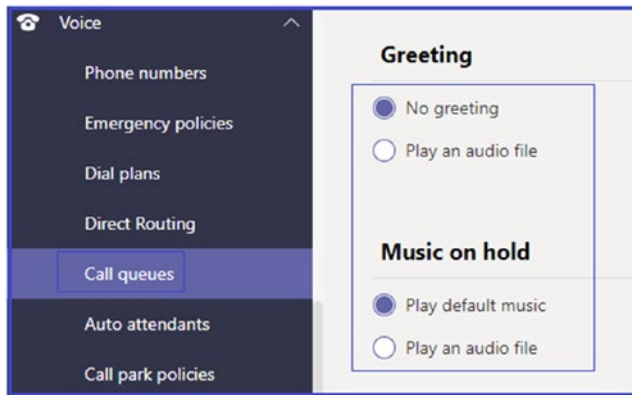 Voice
Phone numbers
Emergency policies
Dial plans
Direct Routing
Call queues
Auto attendants
Call park policies
Greeting
No greeting
Play an audio file
Music on hold
Play default music
Play an audio file